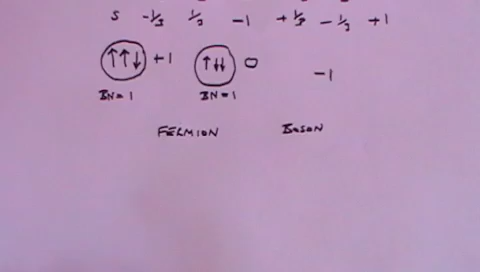 S -1/3 1/3 -1 +1/3 -1/3 +1
↑↑↓ +1 ↑↓↓ 0 -1
BN=1 BN=1
FERMION BOSON